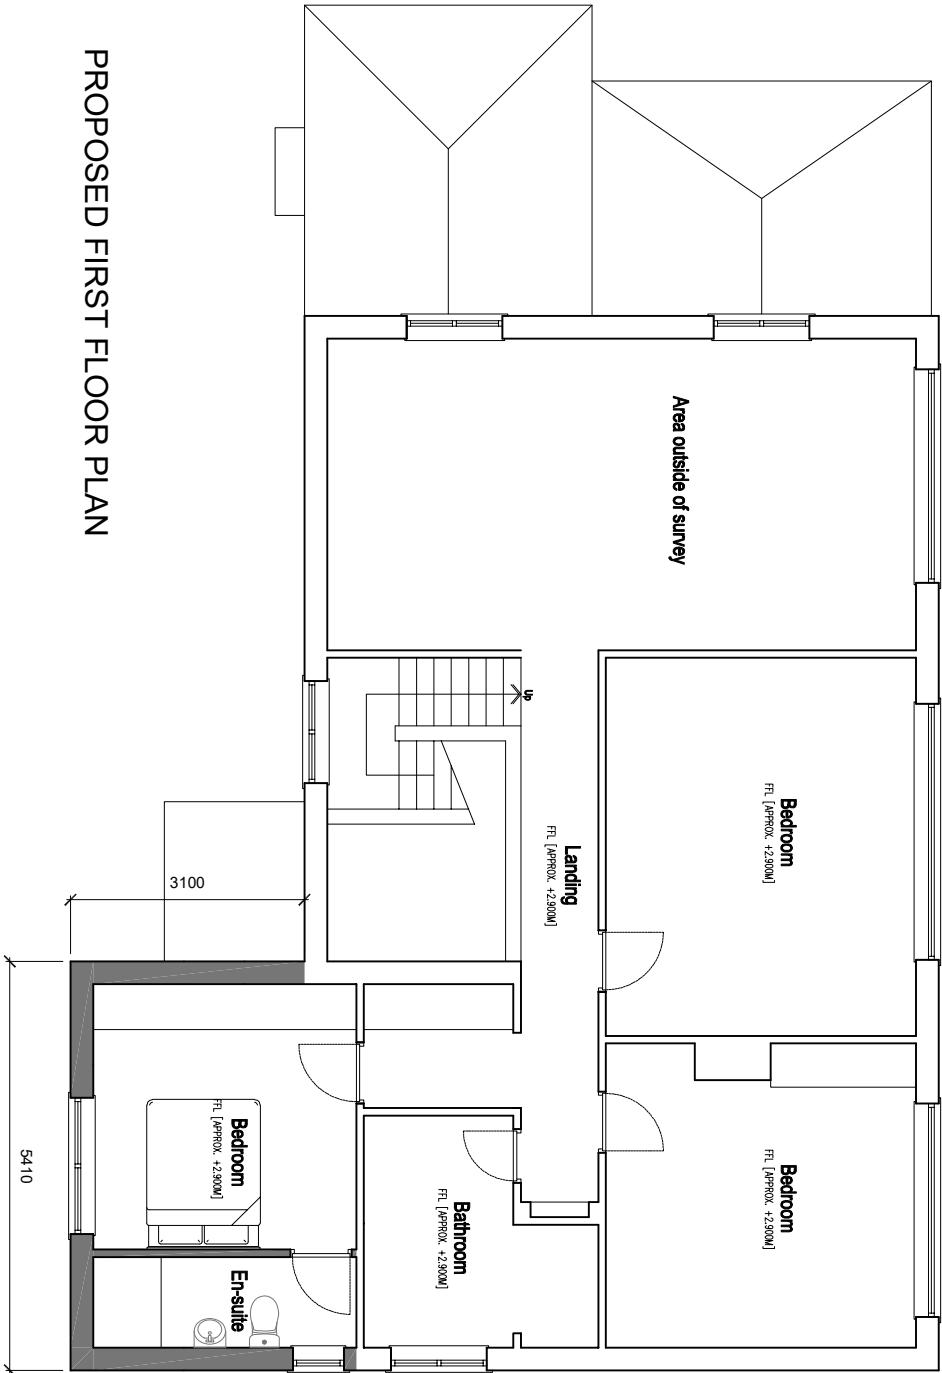 PROPOSED FIRST FLOOR PLAN
Area outside of survey
Up
Bedroom
FFL [APPROX. +2.900M]
Landing
FFL [APPROX. +2.900M]
Bedroom
FFL [APPROX. +2.900M]
Bedroom
FFL [APPROX. +2.900M]
Bathroom
FFL [APPROX. +2.900M]
En-suite
3100
5410